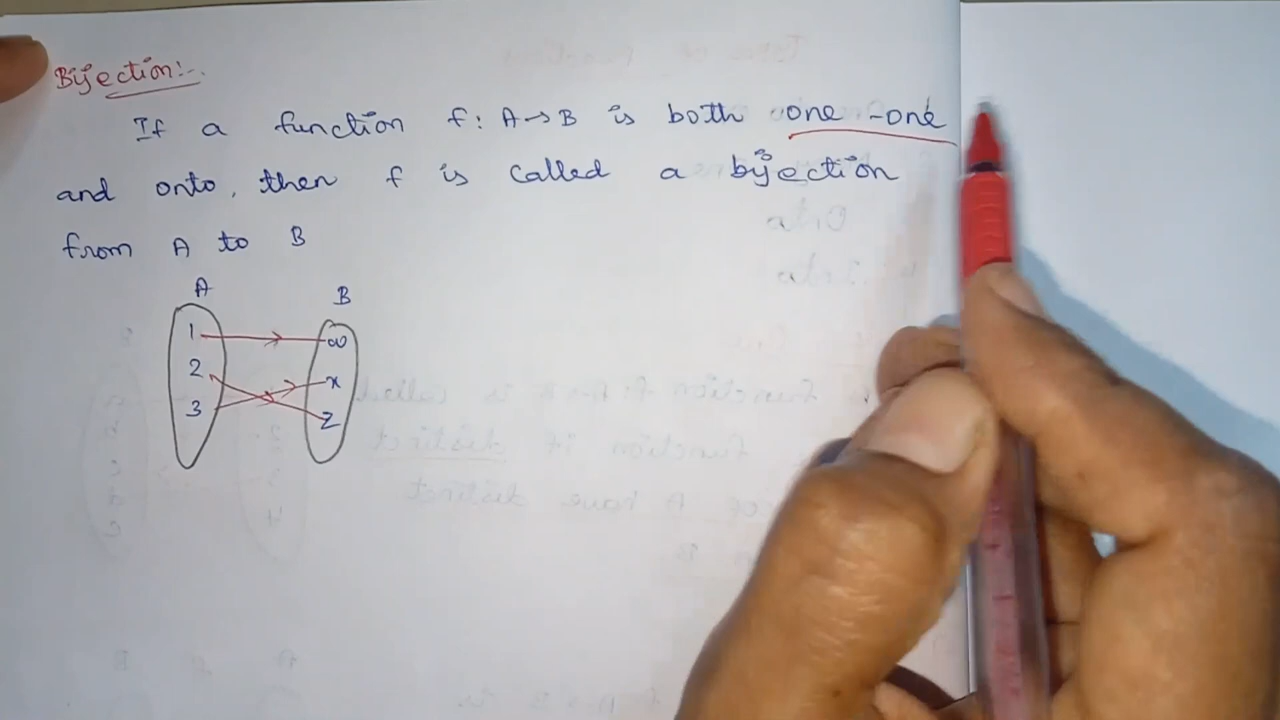 Bijection:-
If a function f: A→B is both one-one
and onto, then f is called a bijection
from A to B
A B
1
2 x
3 z